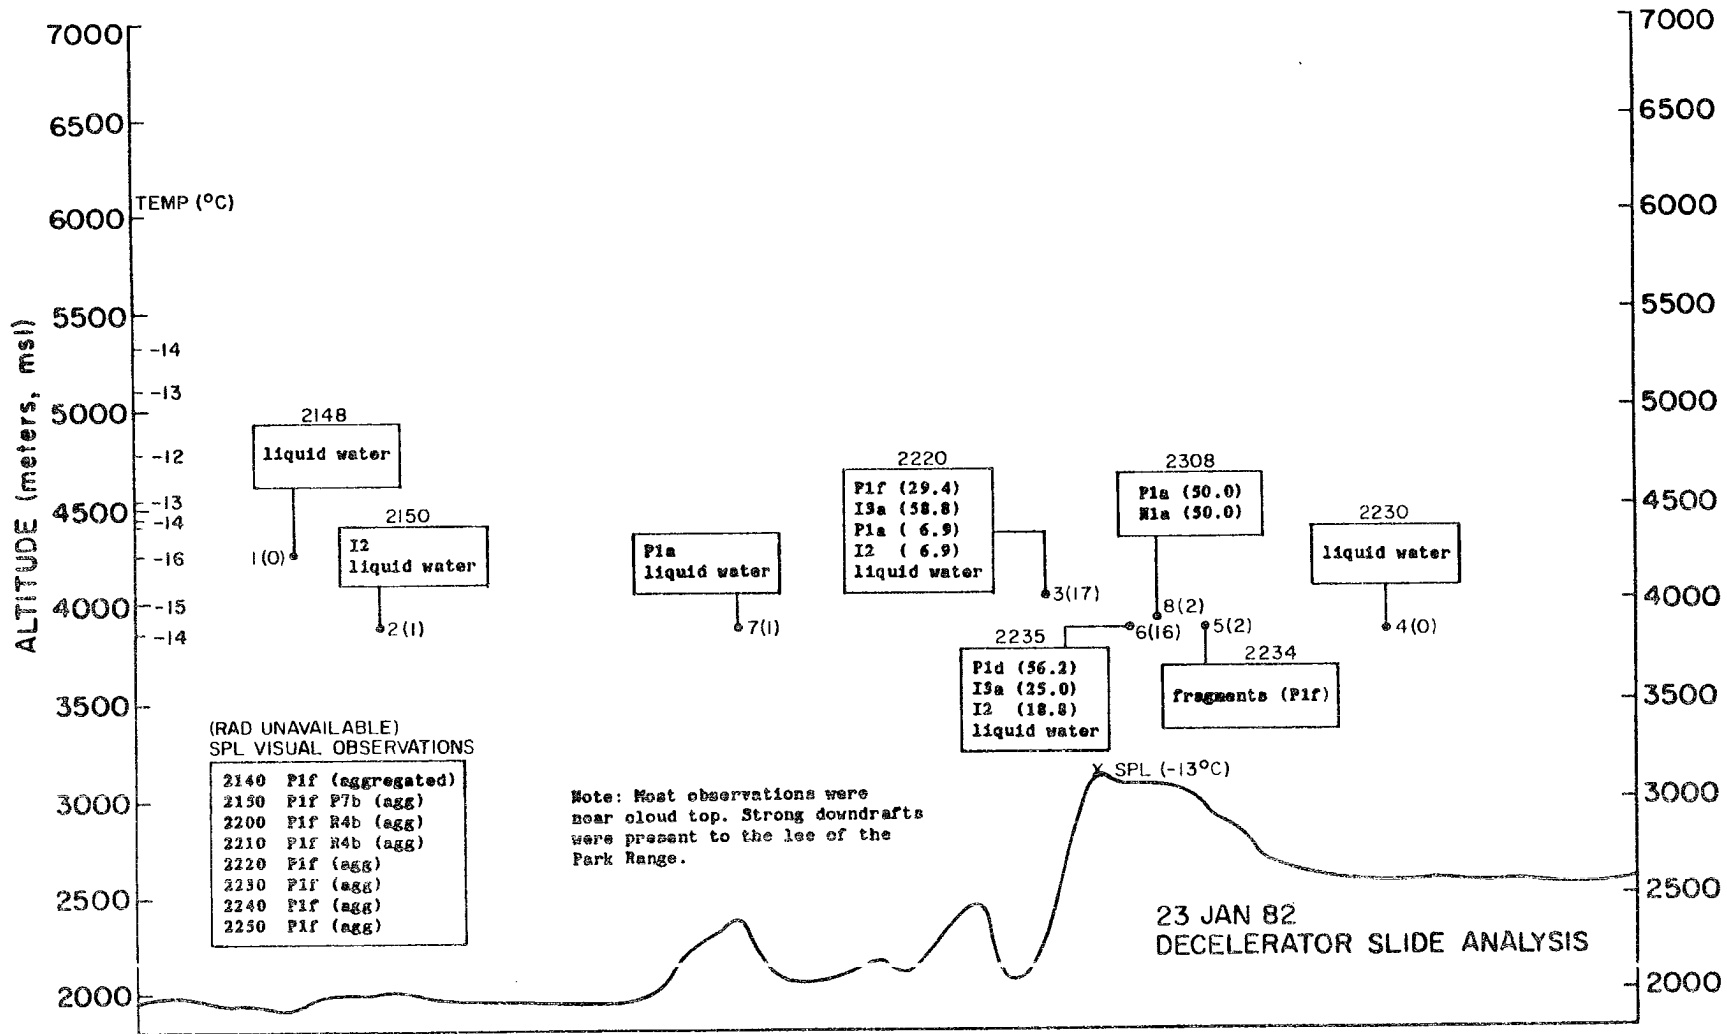 7000
6500
6000
5500
5000
4500
4000
3500
3000
2500
2000
ALTITUDE (meters, msl)
TEMP (°C)
-14
-13
-12
-13
-14
-16
-15
-14
2148
liquid water
1(0)
2150
I2
liquid water
2(1)
P1a
liquid water
7(1)
2220
P1f (29.4)
I3a (58.8)
P1a ( 6.9)
I2 ( 6.9)
liquid water
3(17)
2308
P1a (50.0)
N1a (50.0)
8(2)
2230
liquid water
4(0)
2235
P1d (56.2)
I3a (25.0)
I2 (18.8)
liquid water
6(16)
5(2)
2234
fragments (P1f)
(RAD UNAVAILABLE)
SPL VISUAL OBSERVATIONS
2140 P1f (aggregated)
2150 P1f P7b (agg)
2200 P1f R4b (agg)
2210 P1f R4b (agg)
2220 P1f (agg)
2230 P1f (agg)
2240 P1f (agg)
2250 P1f (agg)
Note: Most observations were
near cloud top. Strong downdrafts
were present to the lee of the
Park Range.
X SPL (-13°C)
23 JAN 82
DECELERATOR SLIDE ANALYSIS
7000
6500
6000
5500
5000
4500
4000
3500
3000
2500
2000